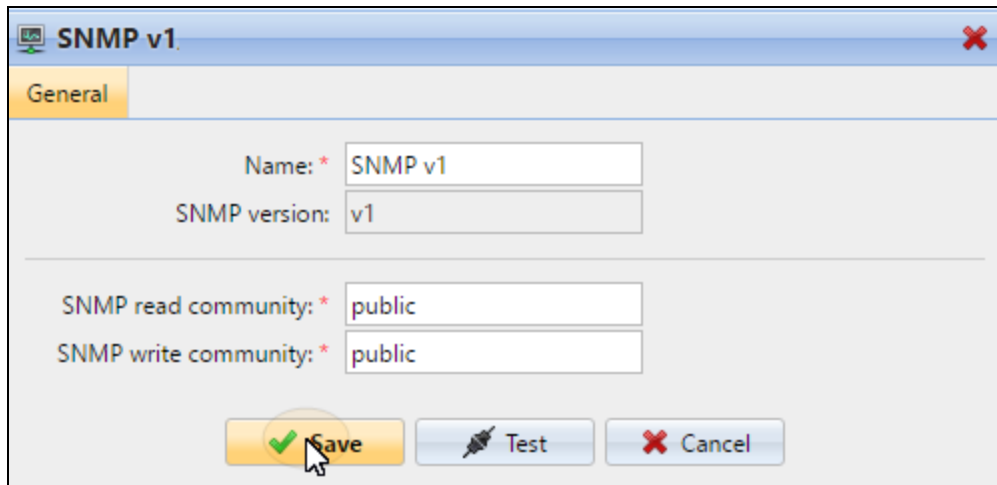 SNMP v1
General
Name: * SNMP v1
SNMP version: v1
SNMP read community: * public
SNMP write community: * public
Save Test Cancel